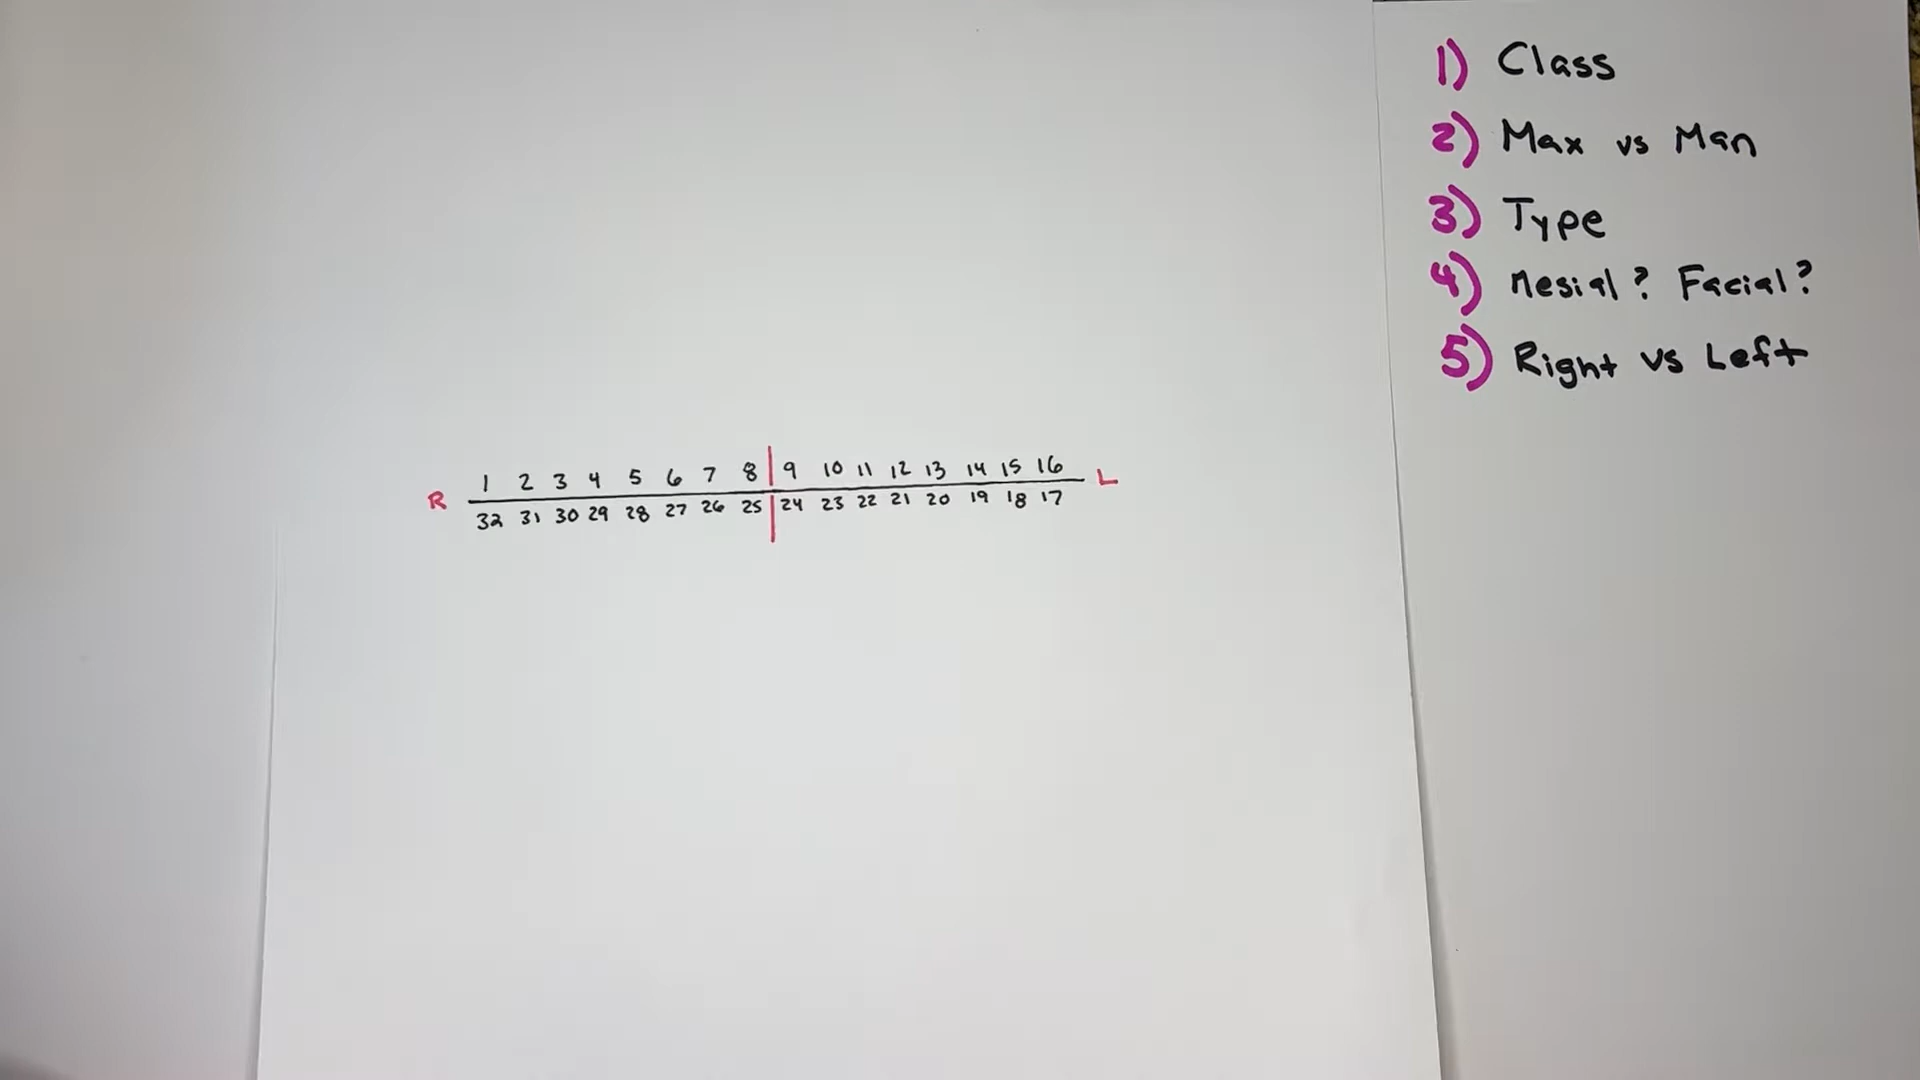 1) Class
2) Max vs Man
3) Type
4) Mesial? Facial?
5) Right vs Left
1 2 3 4 5 6 7 8 | 9 10 11 12 13 14 15 16
R L
32 31 30 29 28 27 26 25 | 24 23 22 21 20 19 18 17